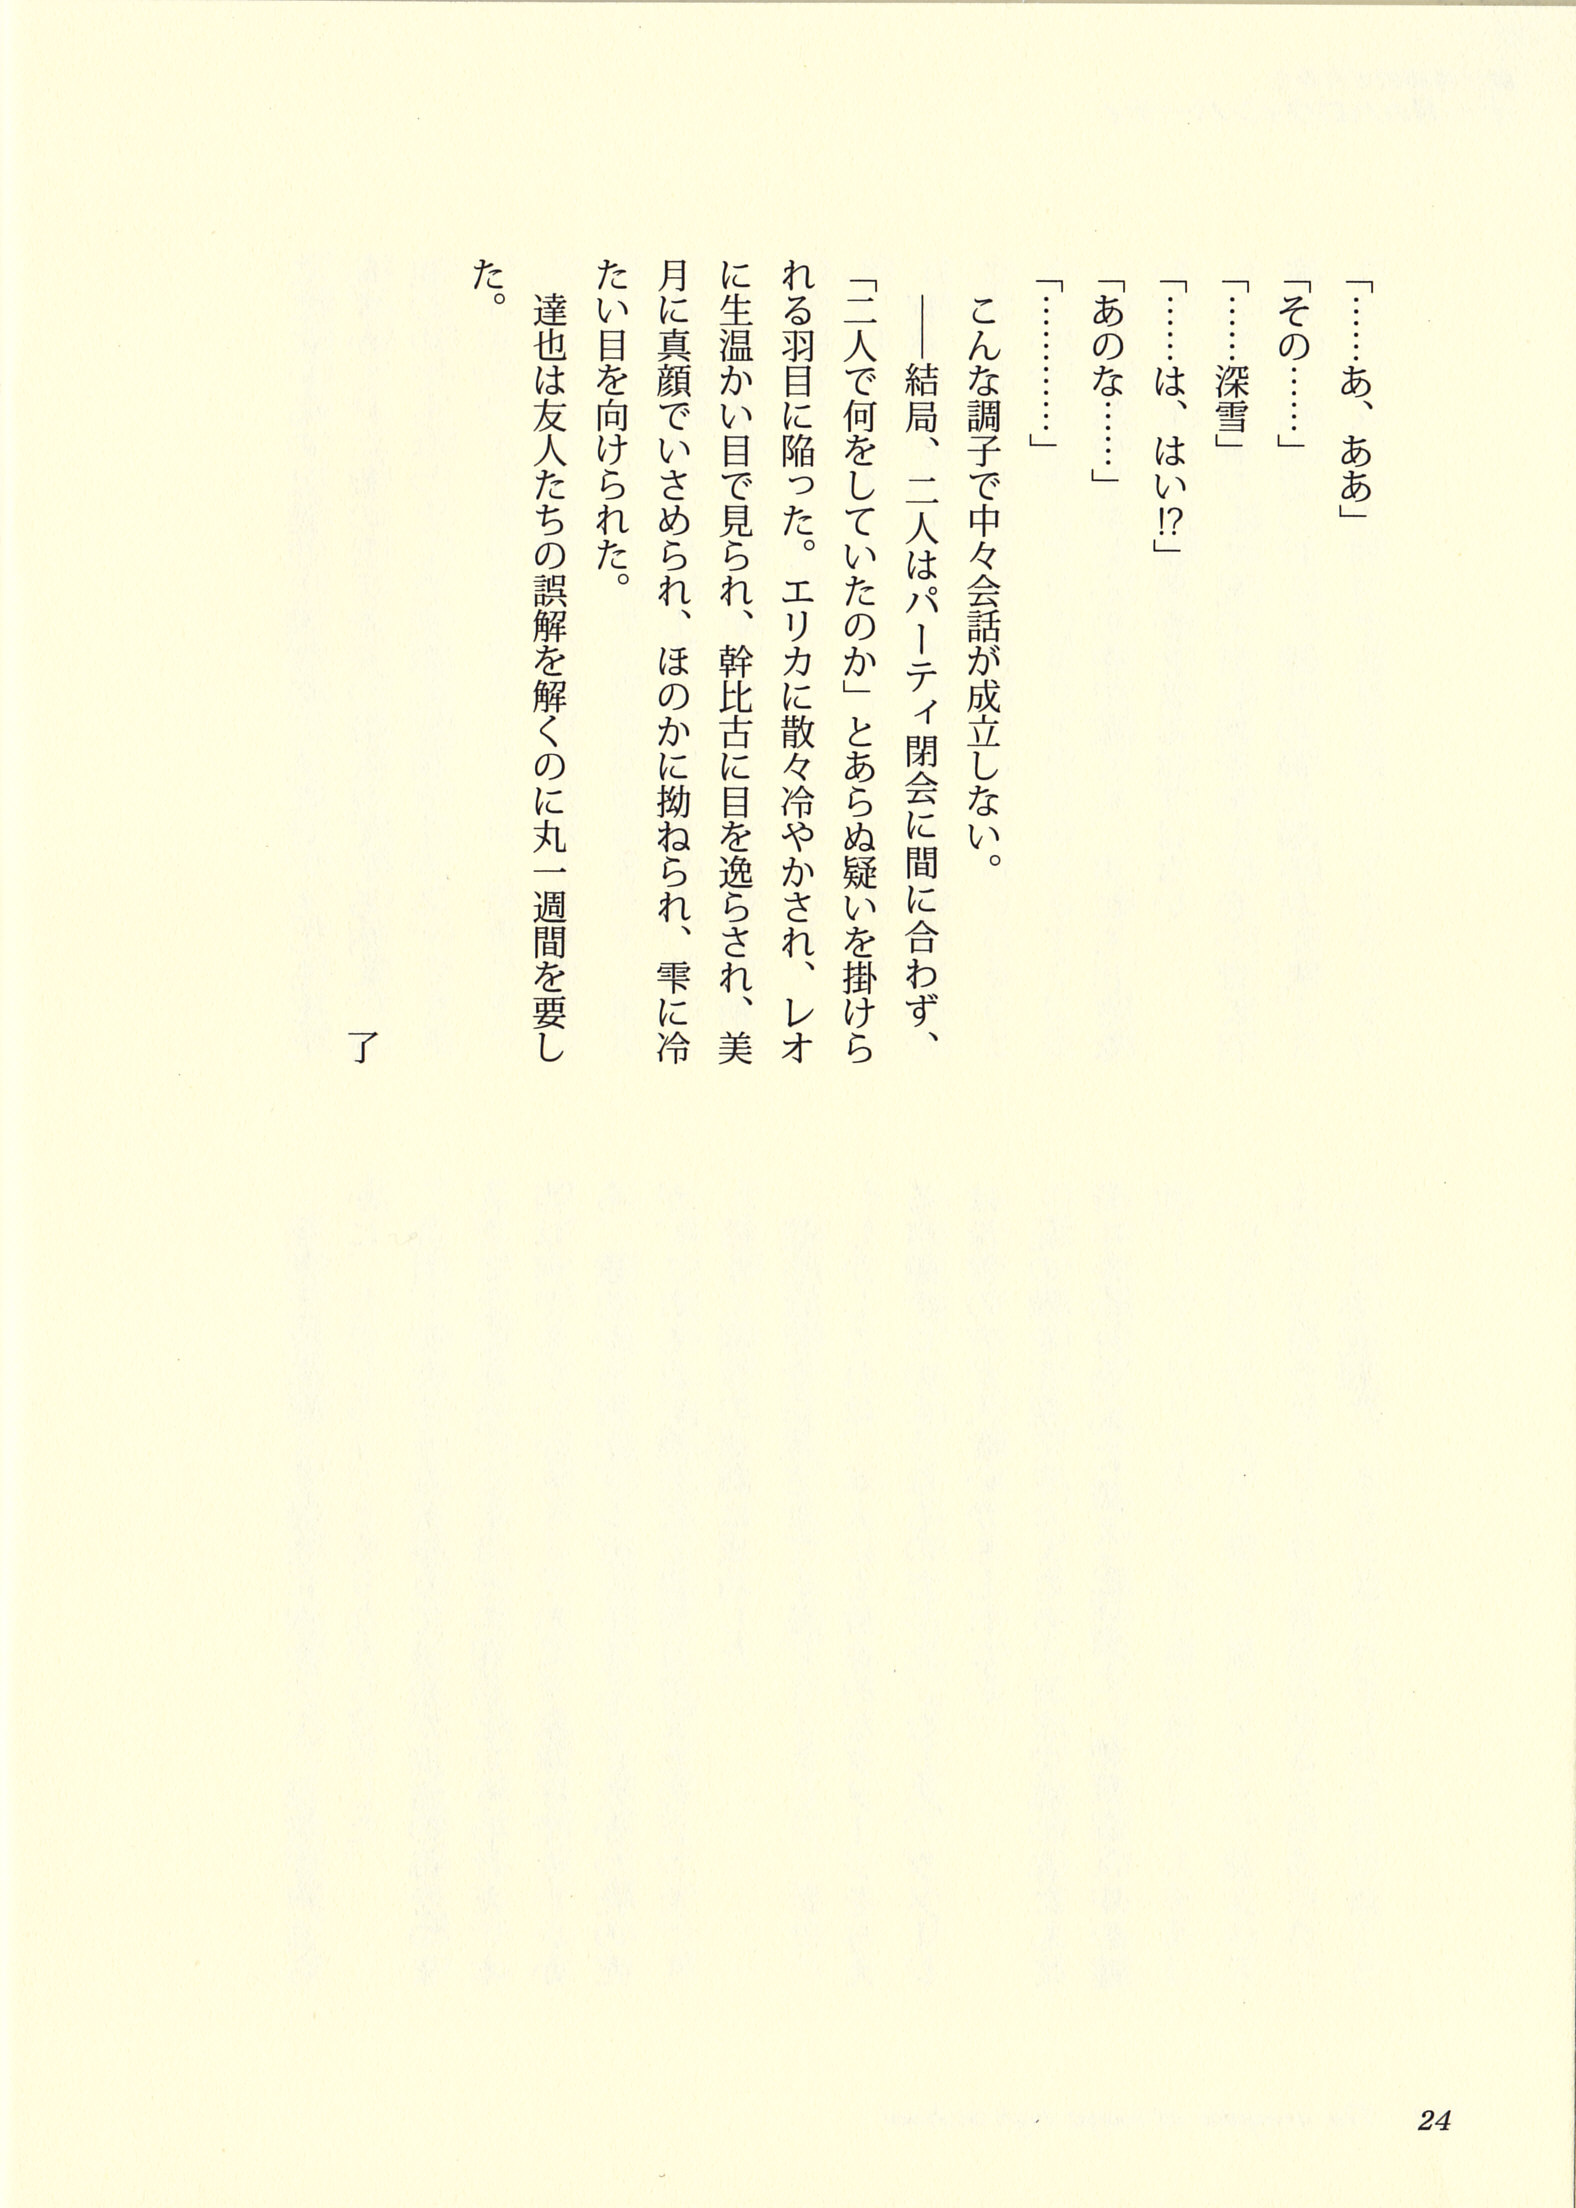 「……あ、ああ」
「その……」
「……深雪」
「……は、はい!?」
「あのな……」
「…………」
　こんな調子で中々会話が成立しない。
　――結局、二人はパーティ閉会に間に合わず、
「二人で何をしていたのか」とあらぬ疑いを掛けら
れる羽目に陥った。エリカに散々冷やかされ、レオ
に生温かい目で見られ、幹比古に目を逸らされ、美
月に真顔でいさめられ、ほのかに拗ねられ、雫に冷
たい目を向けられた。
　達也は友人たちの誤解を解くのに丸一週間を要し
た。
了
24